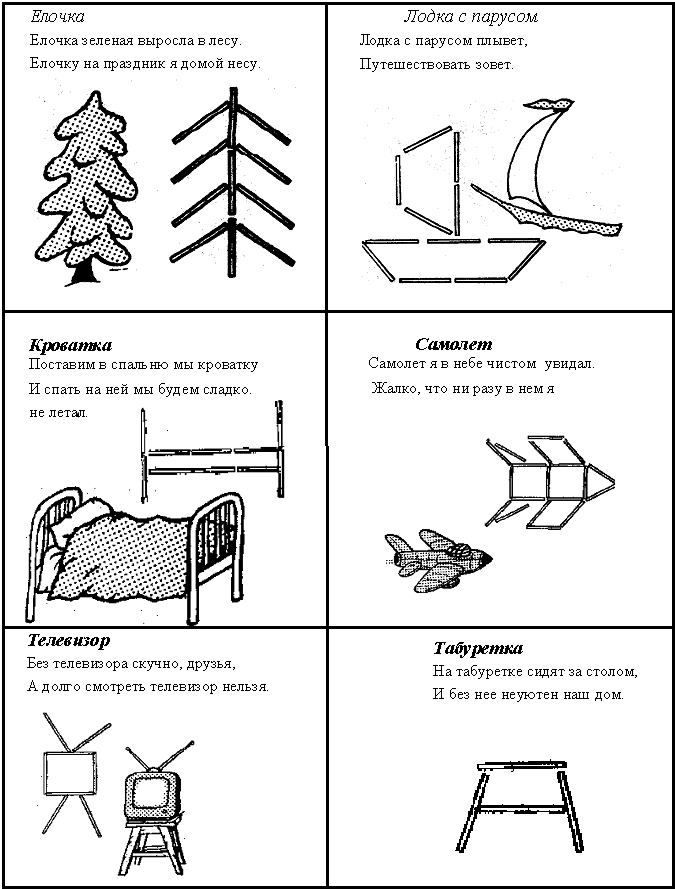 Елочка
Елочка зеленая выросла в лесу.
Елочку на праздник я домой несу.
Лодка с парусом
Лодка с парусом плывет,
Путешествовать зовет.
Кроватка
Поставим в спальню мы кроватку
И спать на ней мы будем сладко.
не летал.
Самолет
Самолет я в небе чистом увидал.
Жалко, что ни разу в нем я
Телевизор
Без телевизора скучно, друзья,
А долго смотреть телевизор нельзя.
Табуретка
На табуретке сидят за столом,
И без нее неуютен наш дом.